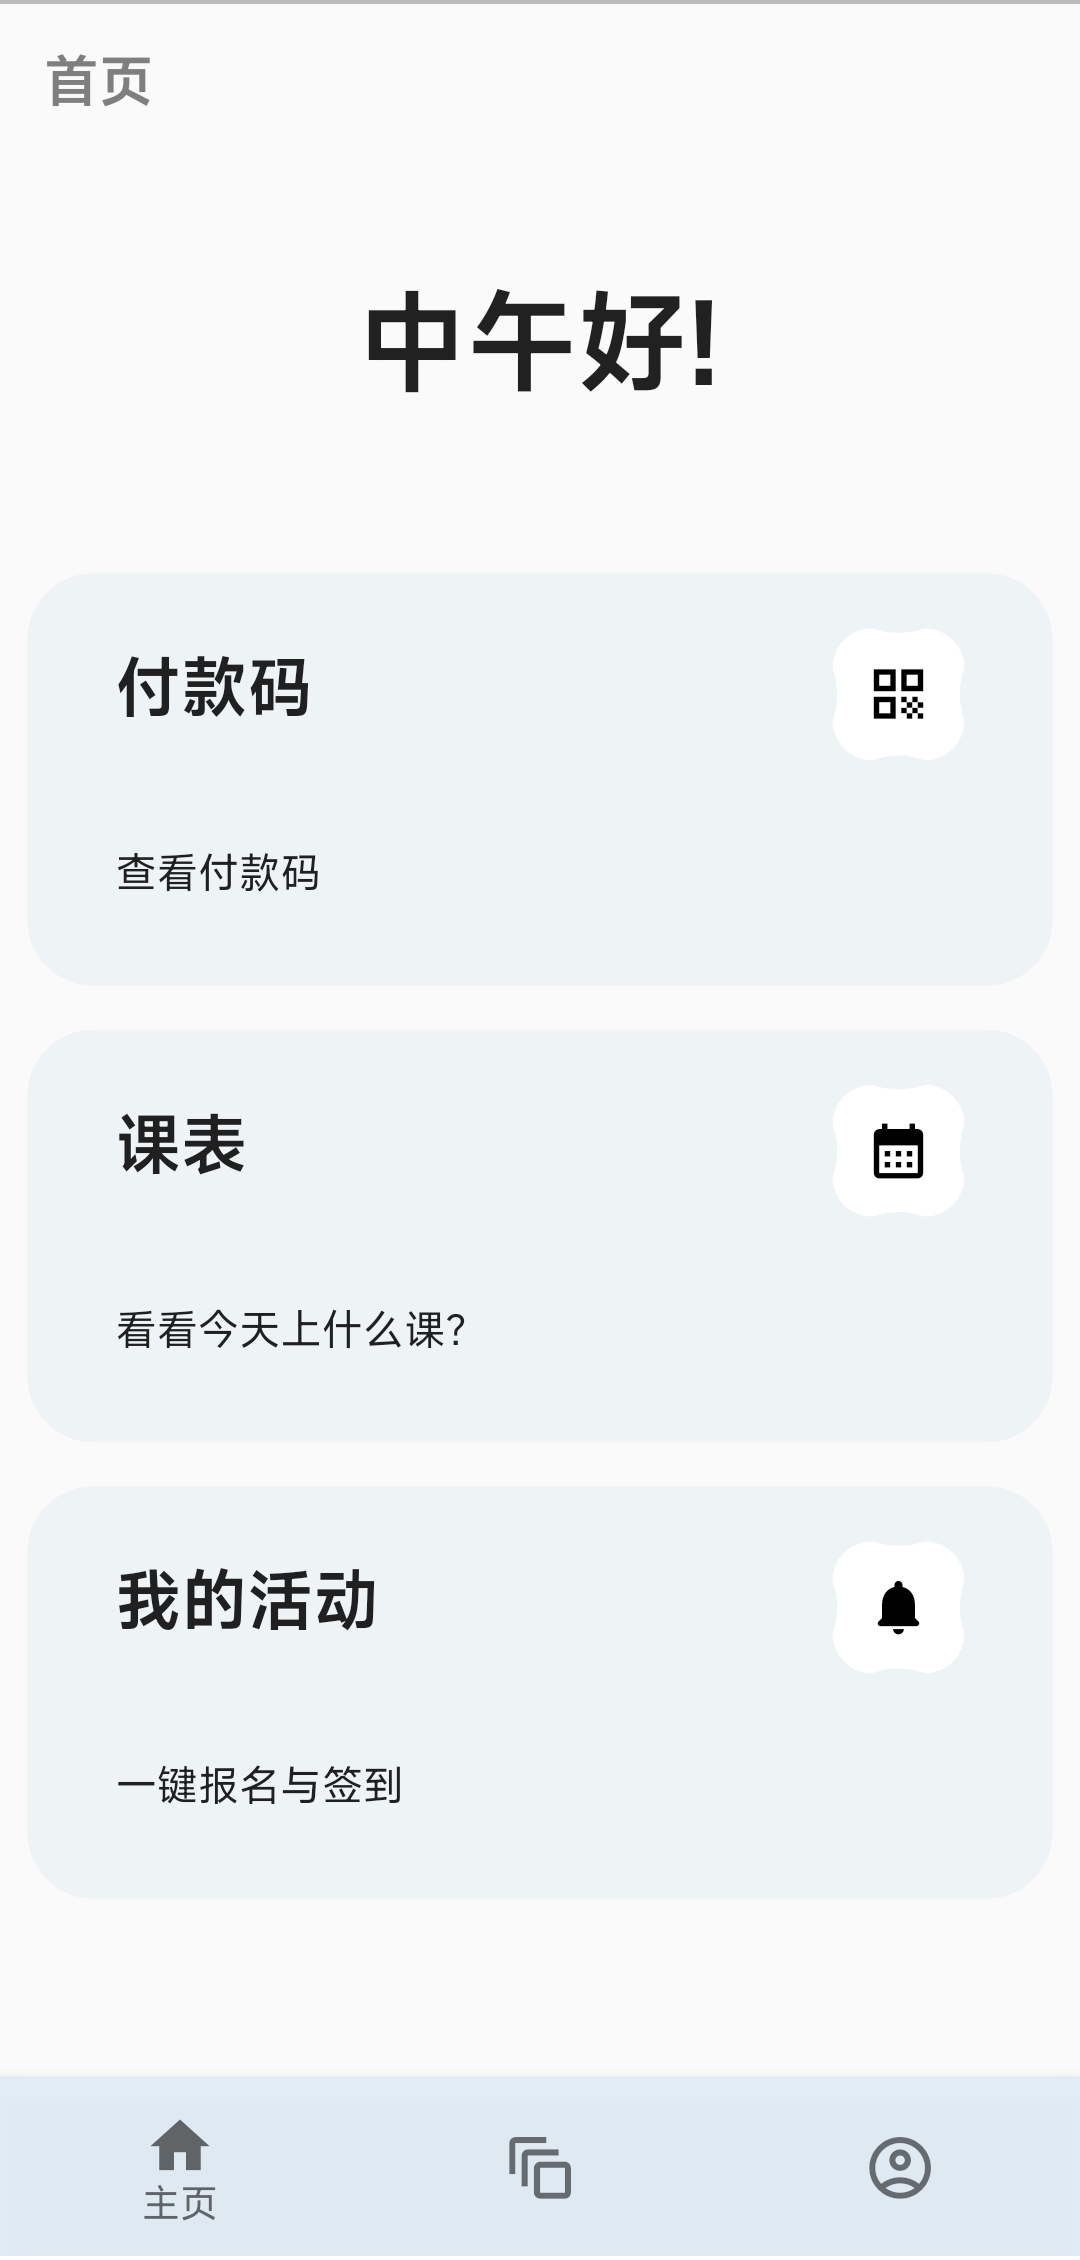 首页
中午好!
付款码
查看付款码
课表
看看今天上什么课?
我的活动
一键报名与签到
主页